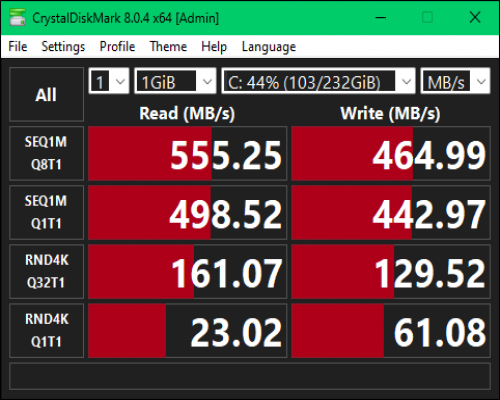 CrystalDiskMark 8.0.4 x64 [Admin]
File Settings Profile Theme Help Language
All 1 1GiB C: 44% (103/232GiB) MB/s
Read (MB/s) Write (MB/s)
SEQ1M
Q8T1 555.25 464.99
SEQ1M
Q1T1 498.52 442.97
RND4K
Q32T1 161.07 129.52
RND4K
Q1T1 23.02 61.08